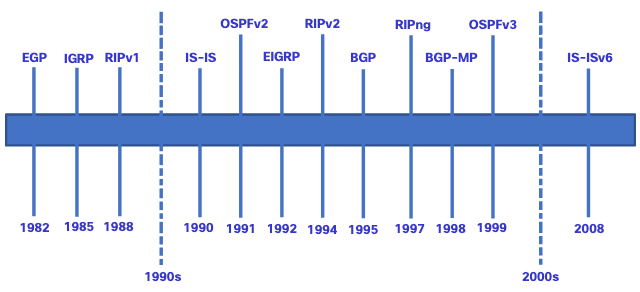 OSPFv2 RIPv2 RIPng OSPFv3
EGP IGRP RIPv1 IS-IS EIGRP BGP BGP-MP IS-ISv6
1982 1985 1988 1990 1991 1992 1994 1995 1997 1998 1999 2008
1990s 2000s